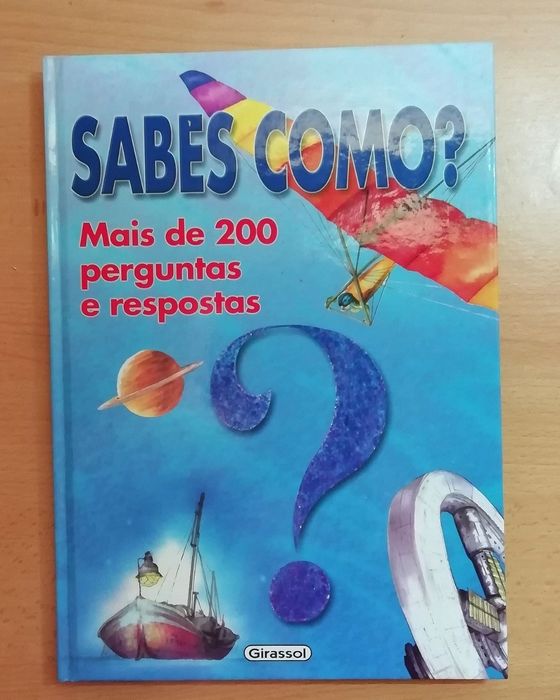 SABES COMO?
Mais de 200
perguntas
e respostas
?
Girassol